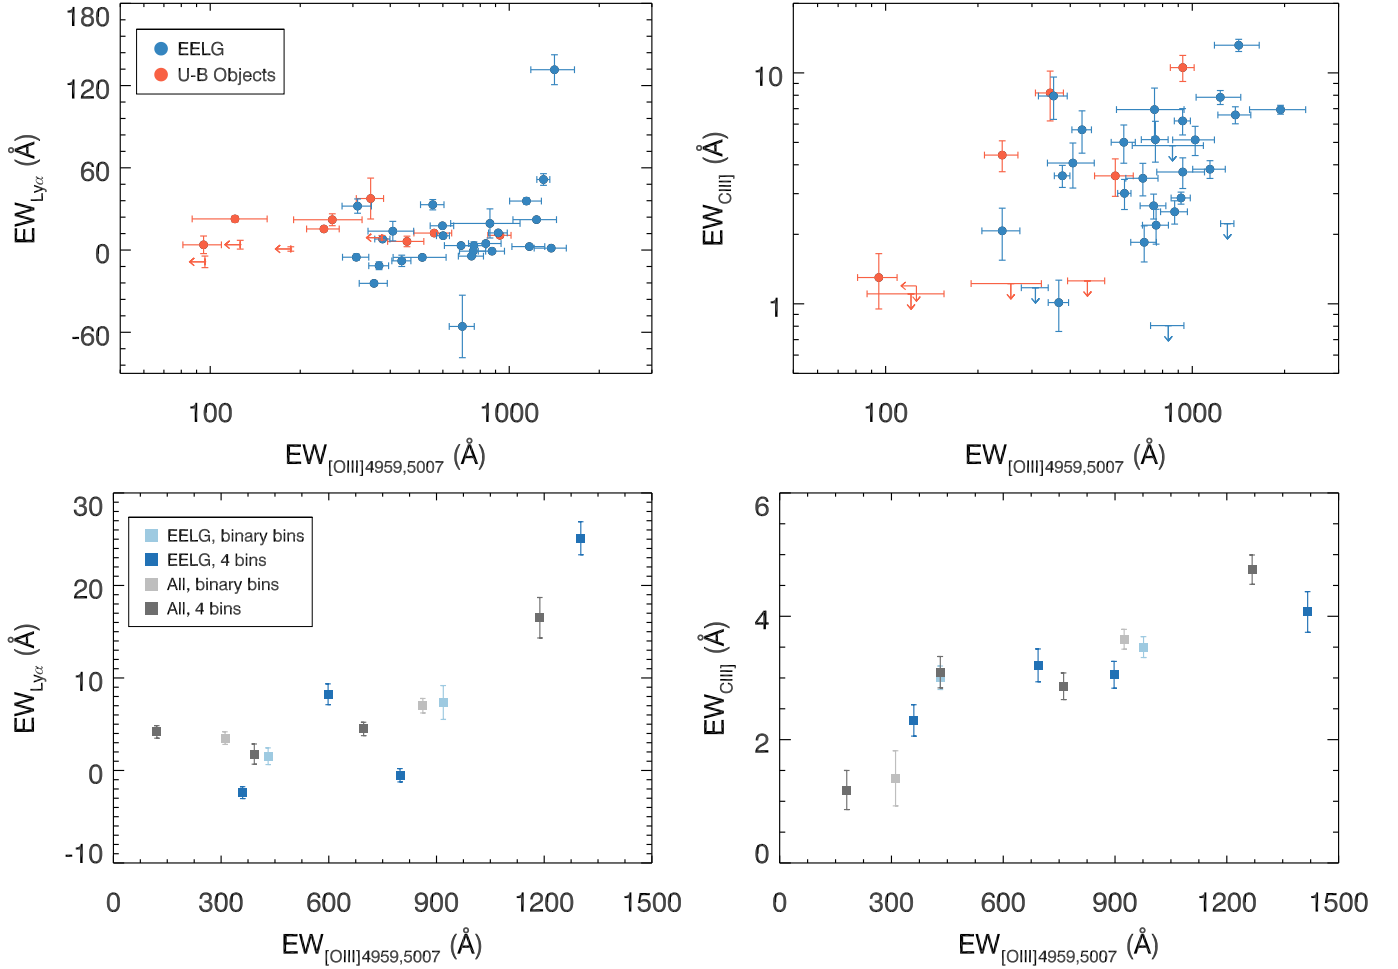 180
120
60
0
-60
EW_Lyα (Å)
EELG
U-B Objects
100
1000
EW_[OIII]4959,5007 (Å)
10
1
EW_CIII] (Å)
100
1000
EW_[OIII]4959,5007 (Å)
30
20
10
0
-10
EW_Lyα (Å)
EELG, binary bins
EELG, 4 bins
All, binary bins
All, 4 bins
0 300 600 900 1200 1500
EW_[OIII]4959,5007 (Å)
6
4
2
0
EW_CIII] (Å)
0 300 600 900 1200 1500
EW_[OIII]4959,5007 (Å)